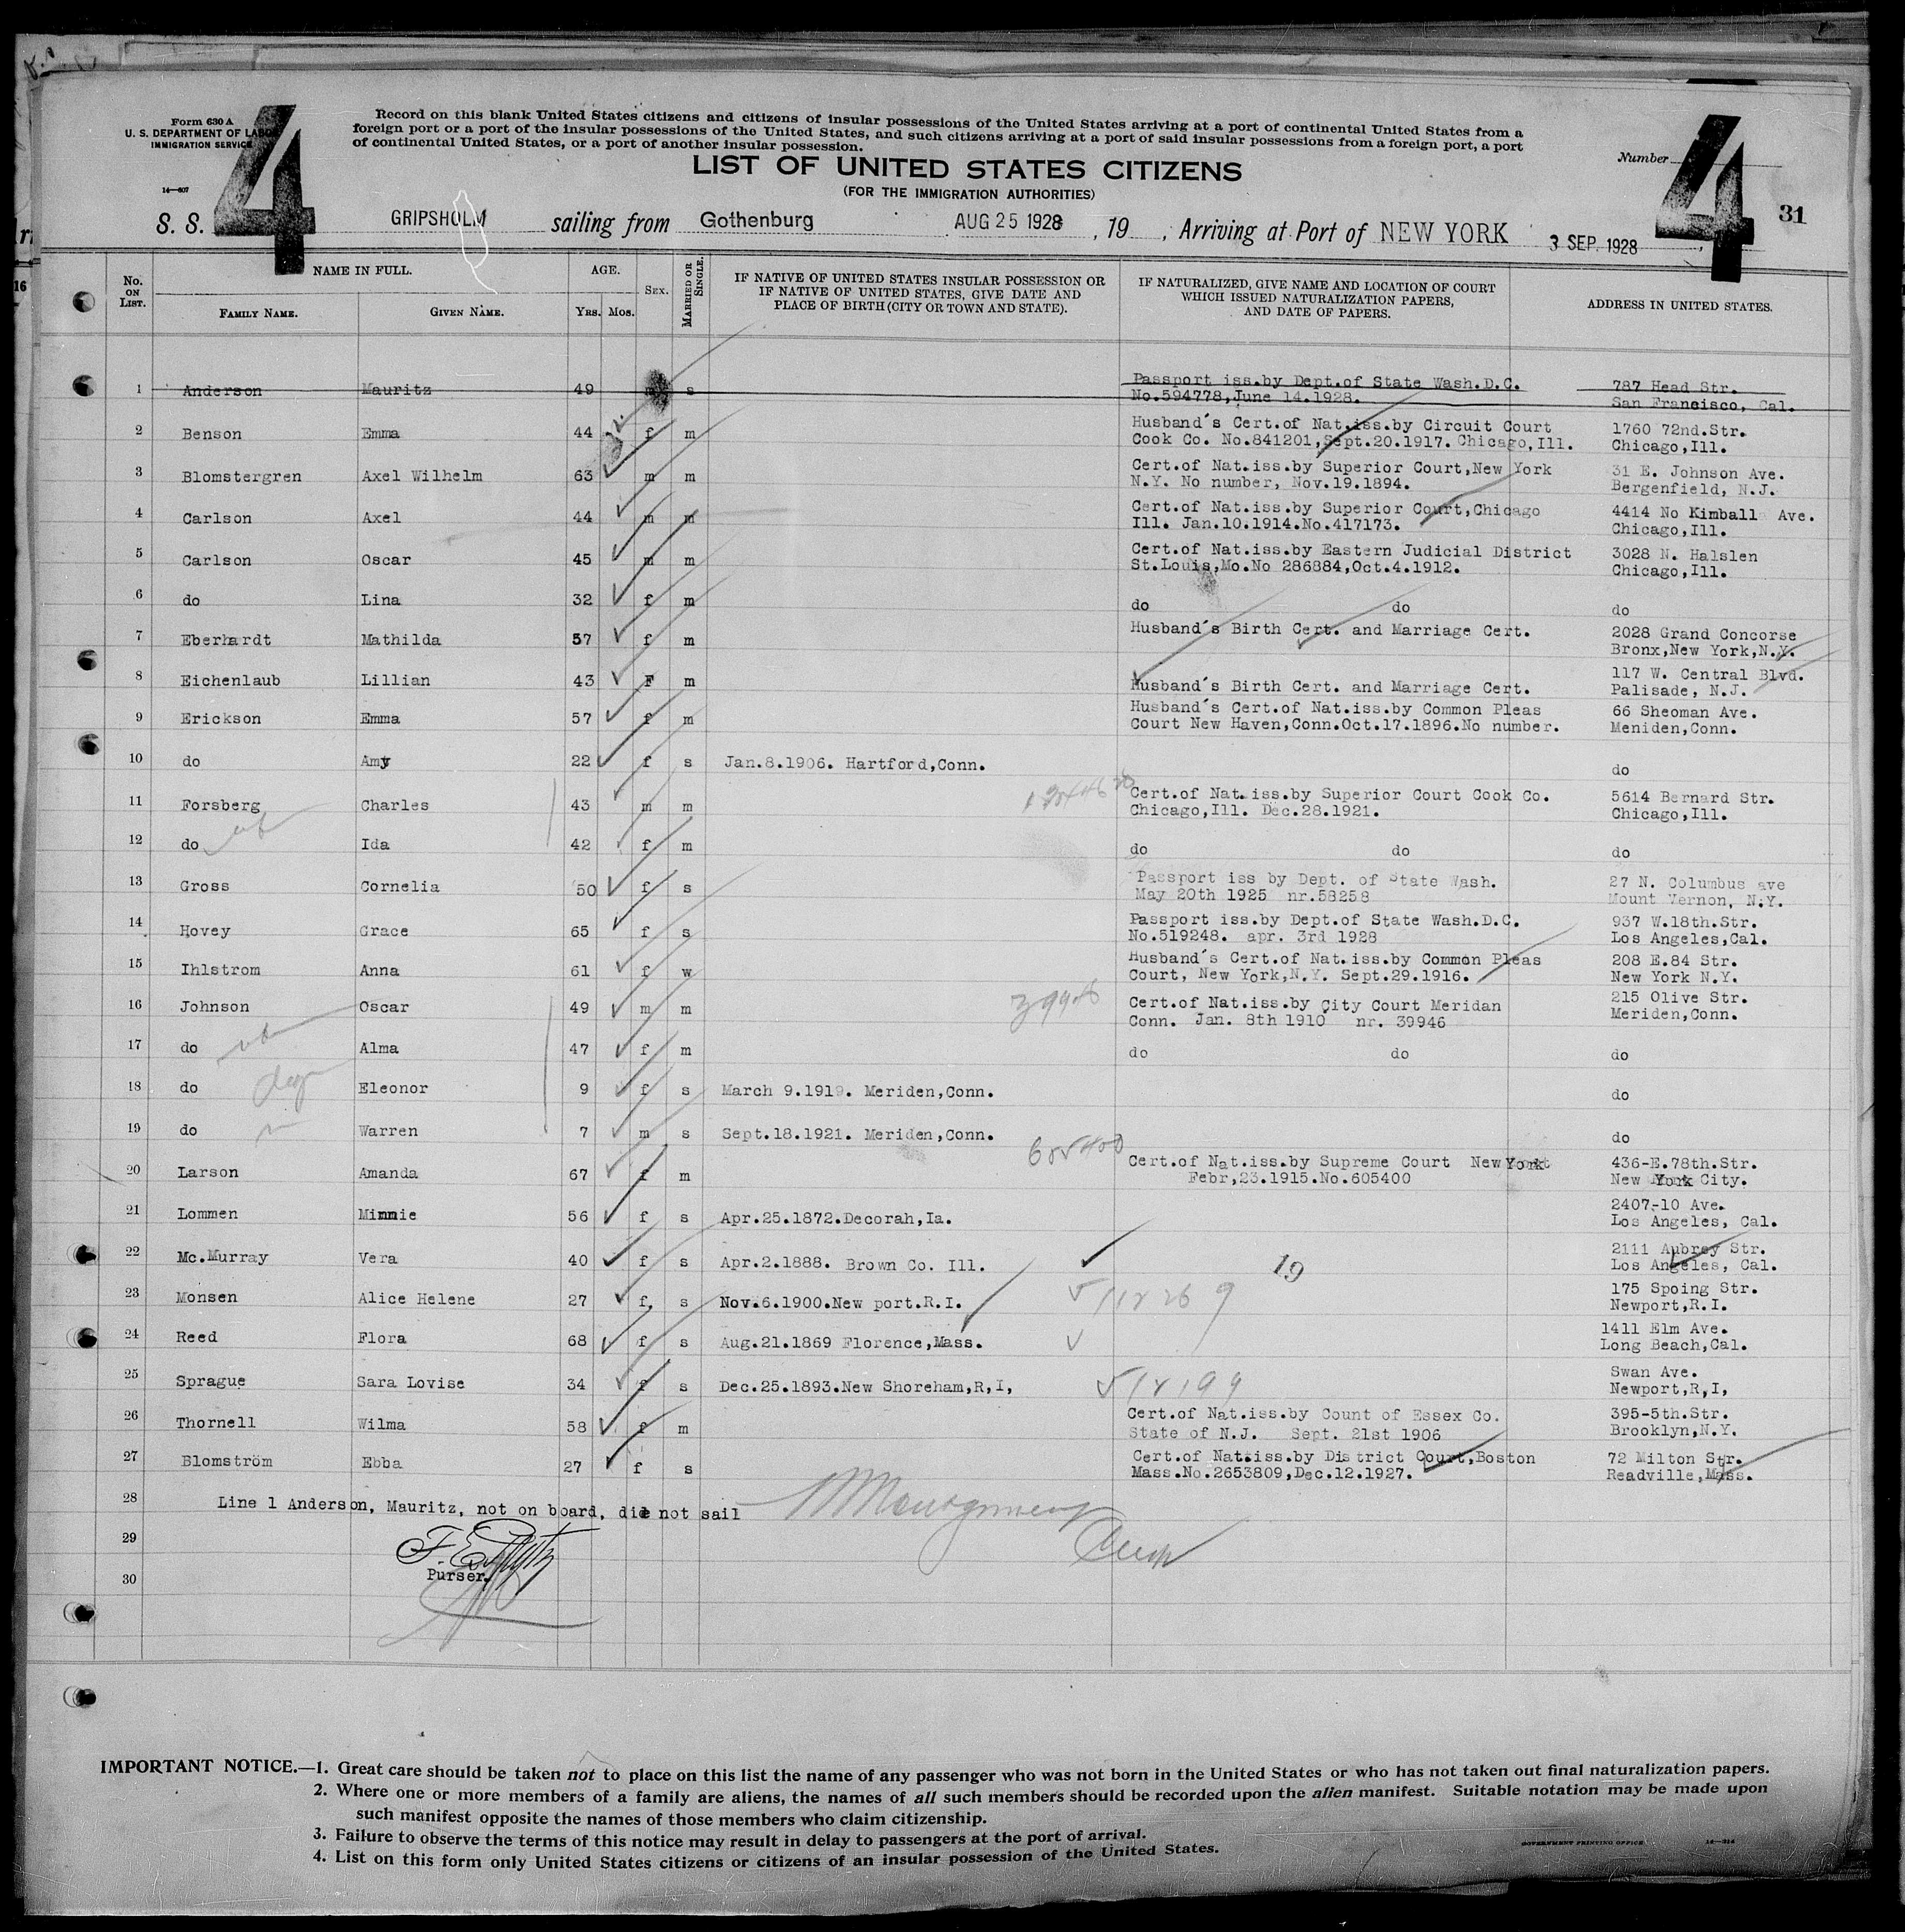 Form 630 A
U. S. DEPARTMENT OF LABOR
IMMIGRATION SERVICE
14—607
4
Record on this blank United States citizens and citizens of insular possessions of the United States arriving at a port of continental United States from a
foreign port or a port of the insular possessions of the United States, and such citizens arriving at a port of said insular possessions from a foreign port, a port
of continental United States, or a port of another insular possession.
LIST OF UNITED STATES CITIZENS
(FOR THE IMMIGRATION AUTHORITIES)
Number 4
31
S. S. GRIPSHOLM sailing from Gothenburg AUG 25 1928, 19 , Arriving at Port of NEW YORK 3 SEP. 1928,
No. ON LIST. NAME IN FULL. AGE. SEX. MARRIED OR SINGLE. IF NATIVE OF UNITED STATES INSULAR POSSESSION OR IF NATIVE OF UNITED STATES, GIVE DATE AND PLACE OF BIRTH (CITY OR TOWN AND STATE). IF NATURALIZED, GIVE NAME AND LOCATION OF COURT WHICH ISSUED NATURALIZATION PAPERS, AND DATE OF PAPERS. ADDRESS IN UNITED STATES.
FAMILY NAME. GIVEN NAME. YRS. MOS.
1 Anderson Mauritz 49 m s Passport iss.by Dept.of State Wash.D.C. 787 Head Str.
No.594778,June 14.1928. San Francisco, Cal.
2 Benson Emma 44 f m Husband's Cert.of Nat.iss.by Circuit Court 1760 72nd.Str.
Cook Co. No.841201,Sept.20.1917. Chicago,Ill. Chicago,Ill.
3 Blomstergren Axel Wilhelm 63 m m Cert.of Nat.iss.by Superior Court,New York 31 E. Johnson Ave.
N.Y. No number, Nov.19.1894. Bergenfield, N.J.
4 Carlson Axel 44 m m Cert.of Nat.iss.by Superior Court,Chicago 4414 No Kimball Ave.
Ill. Jan.10.1914.No.417173. Chicago,Ill.
5 Carlson Oscar 45 m m Cert.of Nat.iss.by Eastern Judicial District 3028 N. Halslen
St.Louis,Mo.No 286884,Oct.4.1912. Chicago,Ill.
6 do Lina 32 f m do do do
7 Eberhardt Mathilda 57 f m Husband's Birth Cert. and Marriage Cert. 2028 Grand Concorse
Bronx,New York,N.Y.
8 Eichenlaub Lillian 43 F m Husband's Birth Cert. and Marriage Cert. 117 W. Central Blvd.
Palisade, N.J.
9 Erickson Emma 57 f m Husband's Cert.of Nat.iss.by Common Pleas 66 Sheoman Ave.
Court New Haven,Conn.Oct.17.1896.No number. Meniden,Conn.
10 do Amy 22 f s Jan.8.1906. Hartford,Conn. do
11 Forsberg Charles 43 m m Cert.of Nat.iss.by Superior Court Cook Co. 5614 Bernard Str.
Chicago,Ill. Dec.28.1921. Chicago,Ill.
12 do Ida 42 f m do do do
13 Gross Cornelia 50 f s Passport iss by Dept. of State Wash. 27 N. Columbus ave
May 20th 1925 nr.58258 Mount Vernon, N.Y.
14 Hovey Grace 65 f s Passport iss.by Dept.of State Wash.D.C. 937 W.18th.Str.
No.519248. apr. 3rd 1928 Los Angeles,Cal.
15 Ihlstrom Anna 61 f w Husband's Cert.of Nat.iss.by Common Pleas 208 E.84 Str.
Court, New York,N.Y. Sept.29.1916. New York N.Y.
16 Johnson Oscar 49 m m 39946 Cert.of Nat.iss.by City Court Meridan 215 Olive Str.
Conn. Jan. 8th 1910 nr. 39946 Meriden,Conn.
17 do Alma 47 f m do do do
18 do Eleonor 9 f s March 9.1919. Meriden,Conn. do
19 do Warren 7 m s Sept.18.1921. Meriden,Conn. do
20 Larson Amanda 67 f m 605400 Cert.of Nat.iss.by Supreme Court New York 436-E.78th.Str.
Febr,23.1915.No.605400 New York City.
21 Lommen Minnie 56 f s Apr.25.1872.Decorah,Ia. 2407-10 Ave.
Los Angeles, Cal.
22 Mc.Murray Vera 40 f s Apr.2.1888. Brown Co. Ill. 19 2111 Aubrey Str.
Los Angeles, Cal.
23 Monsen Alice Helene 27 f s Nov.6.1900.New port.R.I. 175 Spoing Str.
Newport,R.I.
24 Reed Flora 68 f s Aug.21.1869 Florence,Mass. 1411 Elm Ave.
Long Beach,Cal.
25 Sprague Sara Lovise 34 f s Dec.25.1893.New Shoreham,R,I, Swan Ave.
Newport,R,I,
26 Thornell Wilma 58 f m Cert.of Nat.iss.by Count of Essex Co. 395-5th.Str.
State of N.J. Sept. 21st 1906 Brooklyn,N.Y.
27 Blomström Ebba 27 f s Cert.of Nat.iss.by District Court,Boston 72 Milton Str.
Mass.No.2653809,Dec.12.1927. Readville,Mass.
28 Line 1 Anderson, Mauritz, not on board, did not sail
29
30 Purser.
IMPORTANT NOTICE.—1. Great care should be taken not to place on this list the name of any passenger who was not born in the United States or who has not taken out final naturalization papers.
2. Where one or more members of a family are aliens, the names of all such members should be recorded upon the alien manifest. Suitable notation may be made upon
such manifest opposite the names of those members who claim citizenship.
3. Failure to observe the terms of this notice may result in delay to passengers at the port of arrival.
4. List on this form only United States citizens or citizens of an insular possession of the United States.
GOVERNMENT PRINTING OFFICE